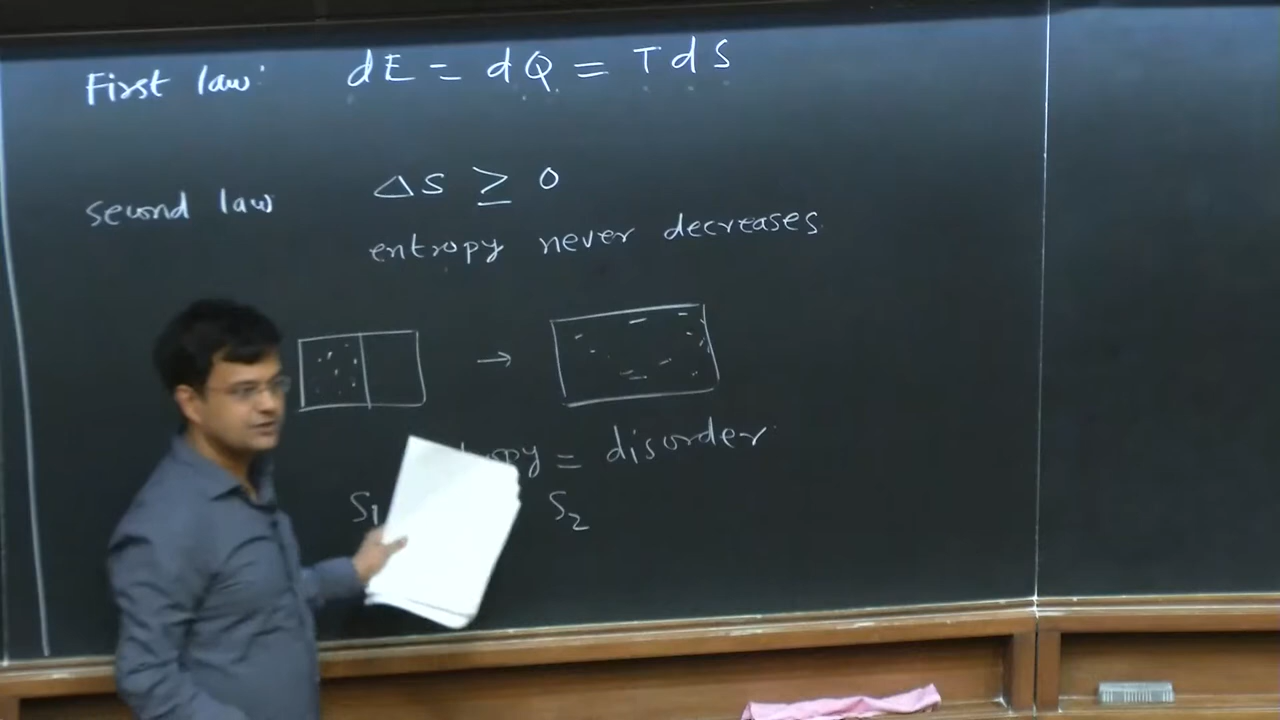 First law: dE = dQ = TdS
second law ΔS ≥ 0
entropy never decreases.
→
= disorder
S₁ S₂